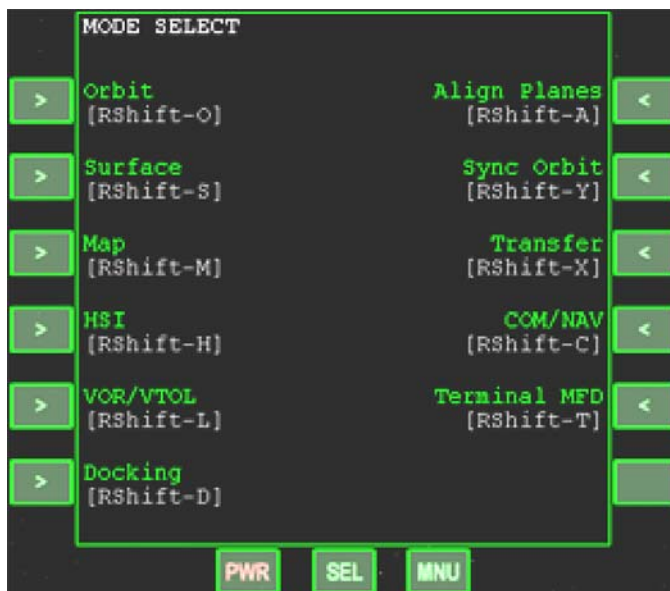 MODE SELECT
> Orbit Align Planes <
[RShift-O] [RShift-A]
> Surface Sync Orbit <
[RShift-S] [RShift-Y]
> Map Transfer <
[RShift-M] [RShift-X]
> HSI COM/NAV <
[RShift-H] [RShift-C]
> VOR/VTOL Terminal MFD <
[RShift-L] [RShift-T]
> Docking
[RShift-D]
PWR SEL MNU